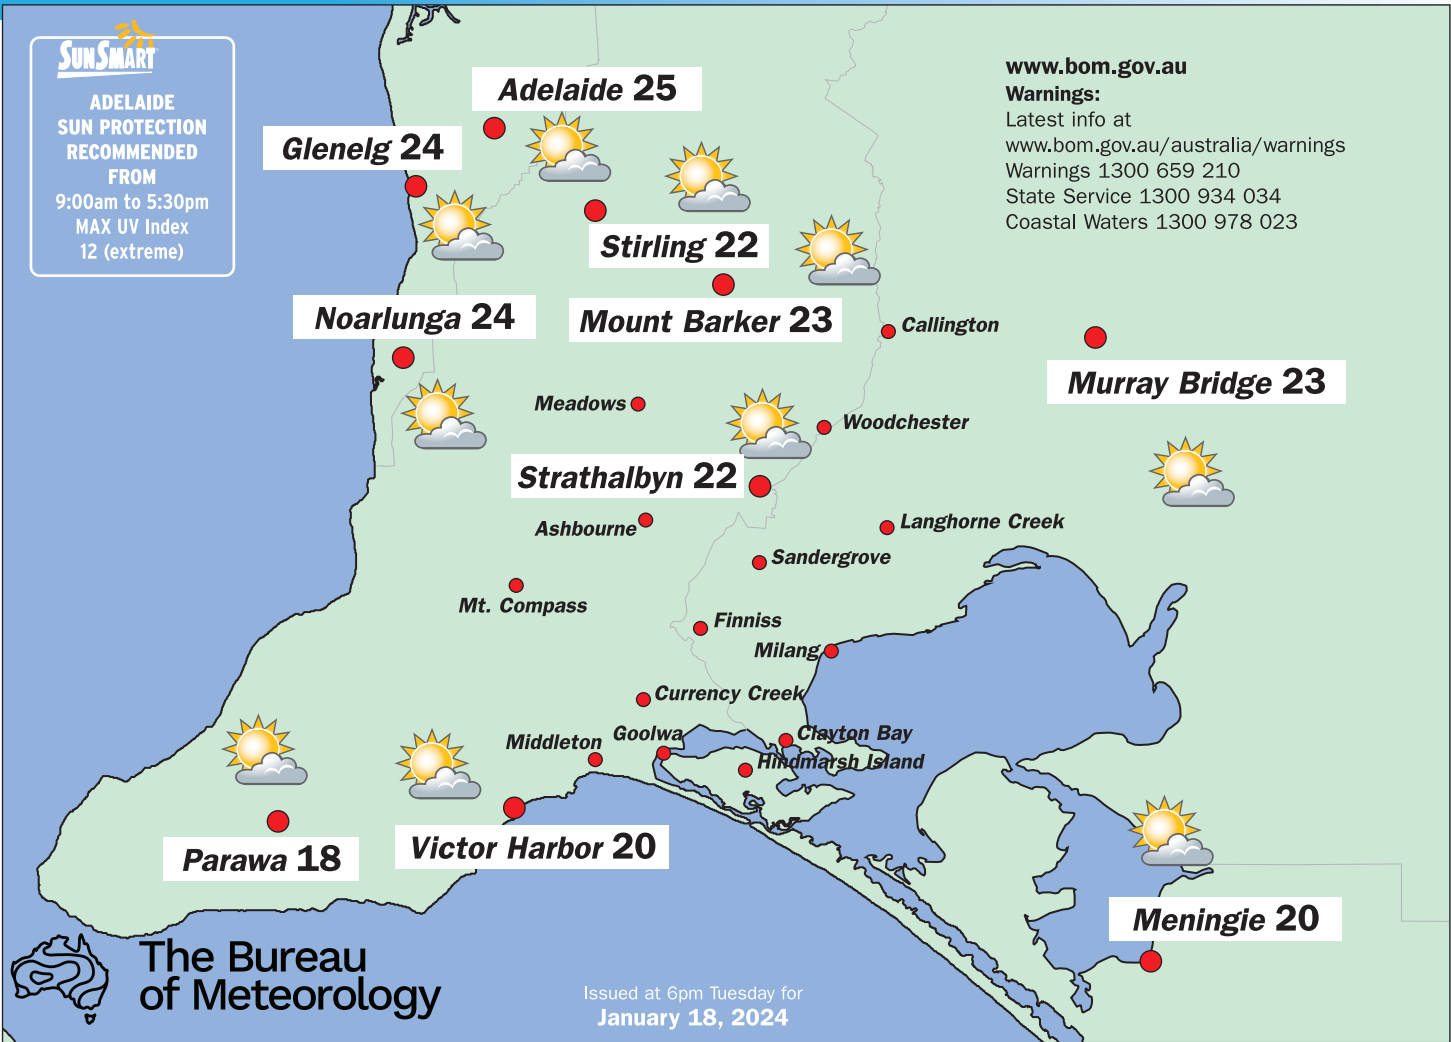 SUNSMART
ADELAIDE
SUN PROTECTION
RECOMMENDED
FROM
9:00am to 5:30pm
MAX UV Index
12 (extreme)
www.bom.gov.au
Warnings:
Latest info at
www.bom.gov.au/australia/warnings
Warnings 1300 659 210
State Service 1300 934 034
Coastal Waters 1300 978 023
Adelaide 25
Glenelg 24
Stirling 22
Noarlunga 24
Mount Barker 23
Callington
Murray Bridge 23
Meadows
Woodchester
Strathalbyn 22
Ashbourne
Langhorne Creek
Sandergrove
Mt. Compass
Finniss
Milang
Currency Creek
Middleton
Goolwa
Clayton Bay
Hindmarsh Island
Parawa 18
Victor Harbor 20
Meningie 20
The Bureau
of Meteorology
Issued at 6pm Tuesday for
January 18, 2024